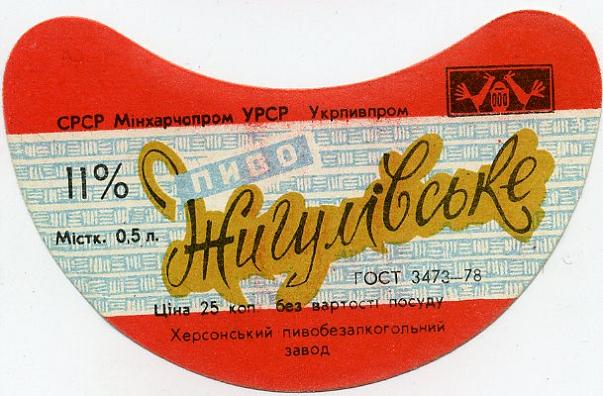 СРСР Мінхарчопром УРСР Укрпивпром
ПИВО
11%
Жигулівське
Містк. 0,5 л.
ГОСТ 3473—78
Ціна 25 коп без вартості посуду
Херсонський пивобезалкогольний
завод